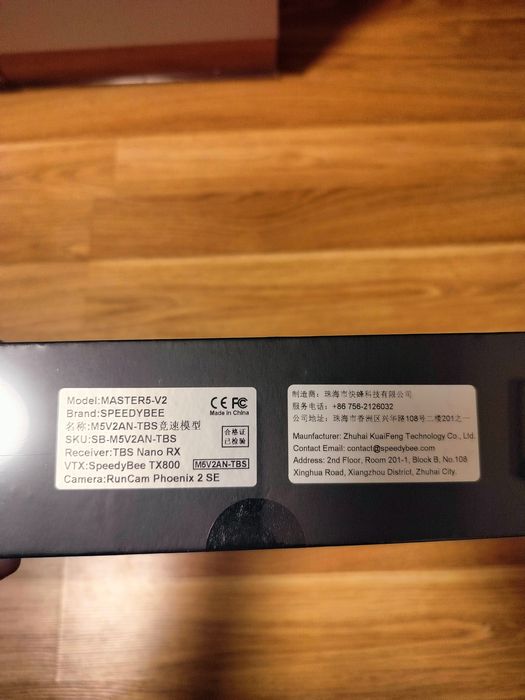 Model:MASTER5-V2
Brand:SPEEDYBEE
名称:M5V2AN-TBS竞速模型
SKU:SB-M5V2AN-TBS
Receiver:TBS Nano RX
VTX:SpeedyBee TX800
Camera:RunCam Phoenix 2 SE
CE FC
Made in China
合格证
已检验
M5V2AN-TBS
制造商：珠海市快蜂科技有限公司
服务电话：+86 756-2126032
公司地址：珠海市香洲区兴华路108号二楼201之一
Maufacturer: Zhuhai KuaiFeng Technology Co., Ltd.
Contact Email: contact@speedybee.com
Address: 2nd Floor, Room 201-1, Block B, No.108
Xinghua Road, Xiangzhou District, Zhuhai City.